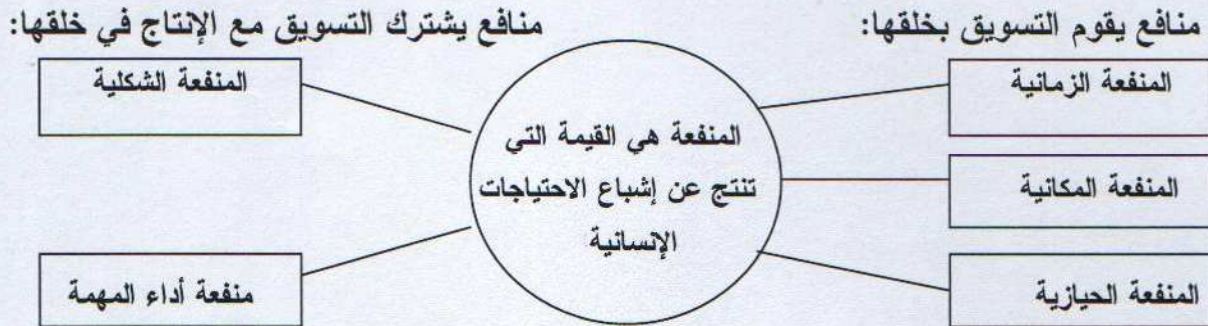 منافع يقوم التسويق بخلقها:
منافع يشترك التسويق مع الإنتاج في خلقها:
المنفعة الزمانية
المنفعة المكانية
المنفعة الحيازية
المنفعة هي القيمة التي
تنتج عن إشباع الاحتياجات
الإنسانية
المنفعة الشكلية
منفعة أداء المهمة